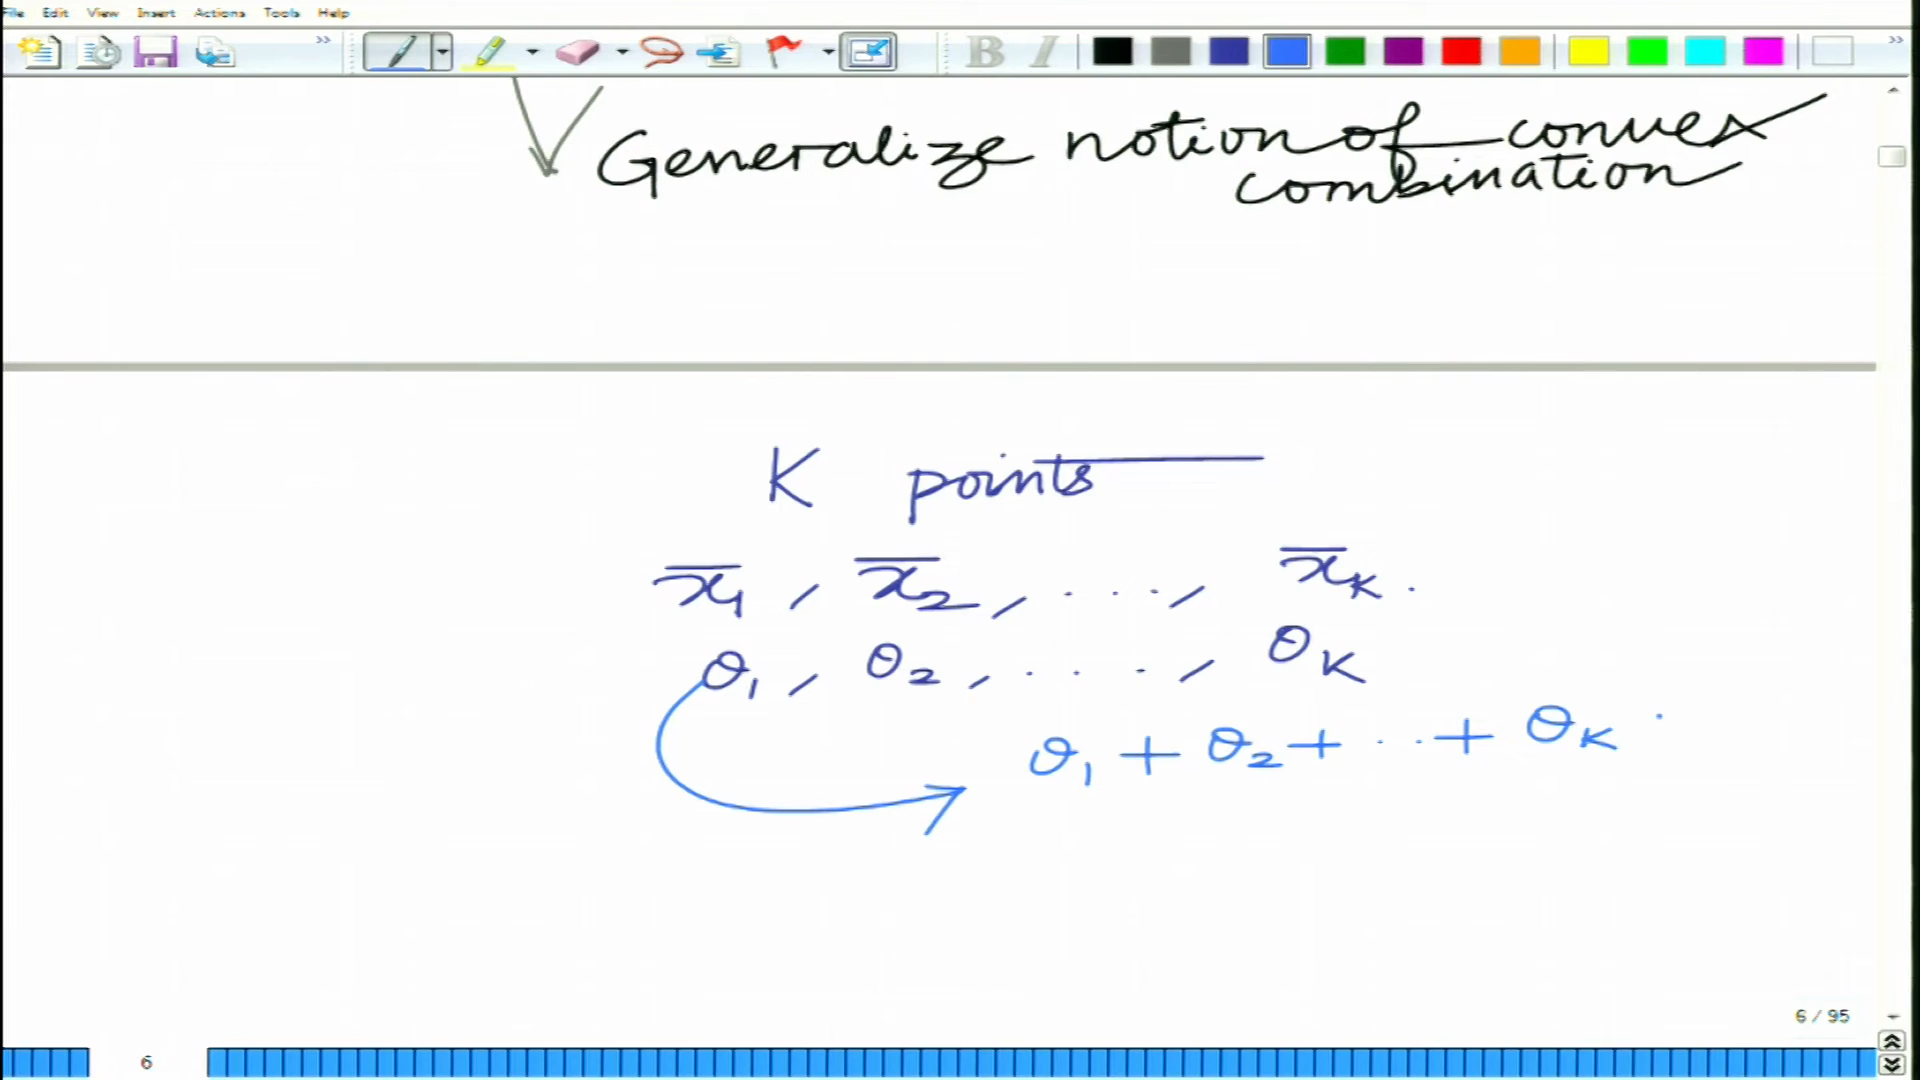 File Edit View Insert Actions Tools Help
B I
Generalize notion of convex
combination
K points
x̄₁, x̄₂, ...., x̄ₖ.
θ₁, θ₂, ...., θₖ
θ₁ + θ₂ + ... + θₖ
6 / 95
6